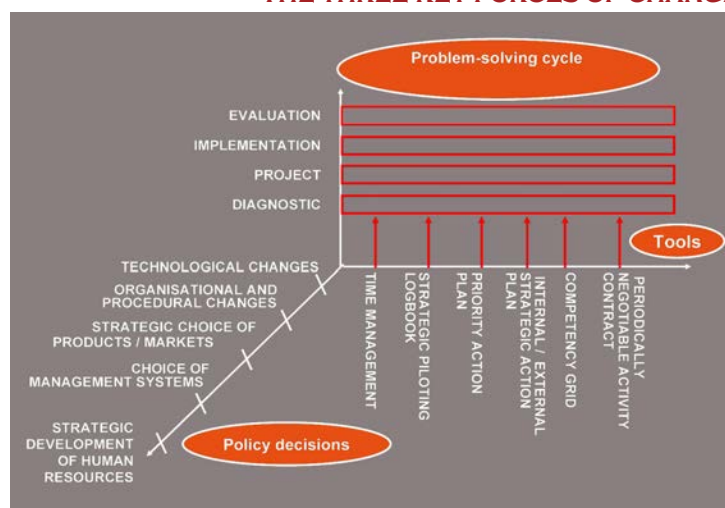 Problem-solving cycle
EVALUATION
IMPLEMENTATION
PROJECT
DIAGNOSTIC
Tools
TECHNOLOGICAL CHANGES
ORGANISATIONAL AND
PROCEDURAL CHANGES
STRATEGIC CHOICE OF
PRODUCTS / MARKETS
CHOICE OF
MANAGEMENT SYSTEMS
STRATEGIC
DEVELOPMENT
OF HUMAN
RESOURCES
Policy decisions
TIME MANAGEMENT
STRATEGIC PILOTING
LOGBOOK
PRIORITY ACTION
PLAN
INTERNAL / EXTERNAL
STRATEGIC ACTION
PLAN
COMPETENCY GRID
PERIODICALLY
NEGOTIABLE ACTIVITY
CONTRACT